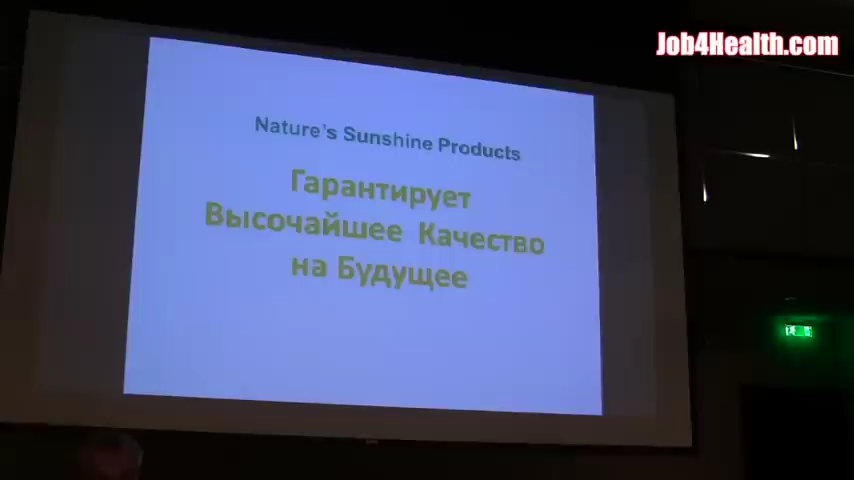 Job4Health.com
Nature's Sunshine Products
Гарантирует
Высочайшее Качество
на Будущее